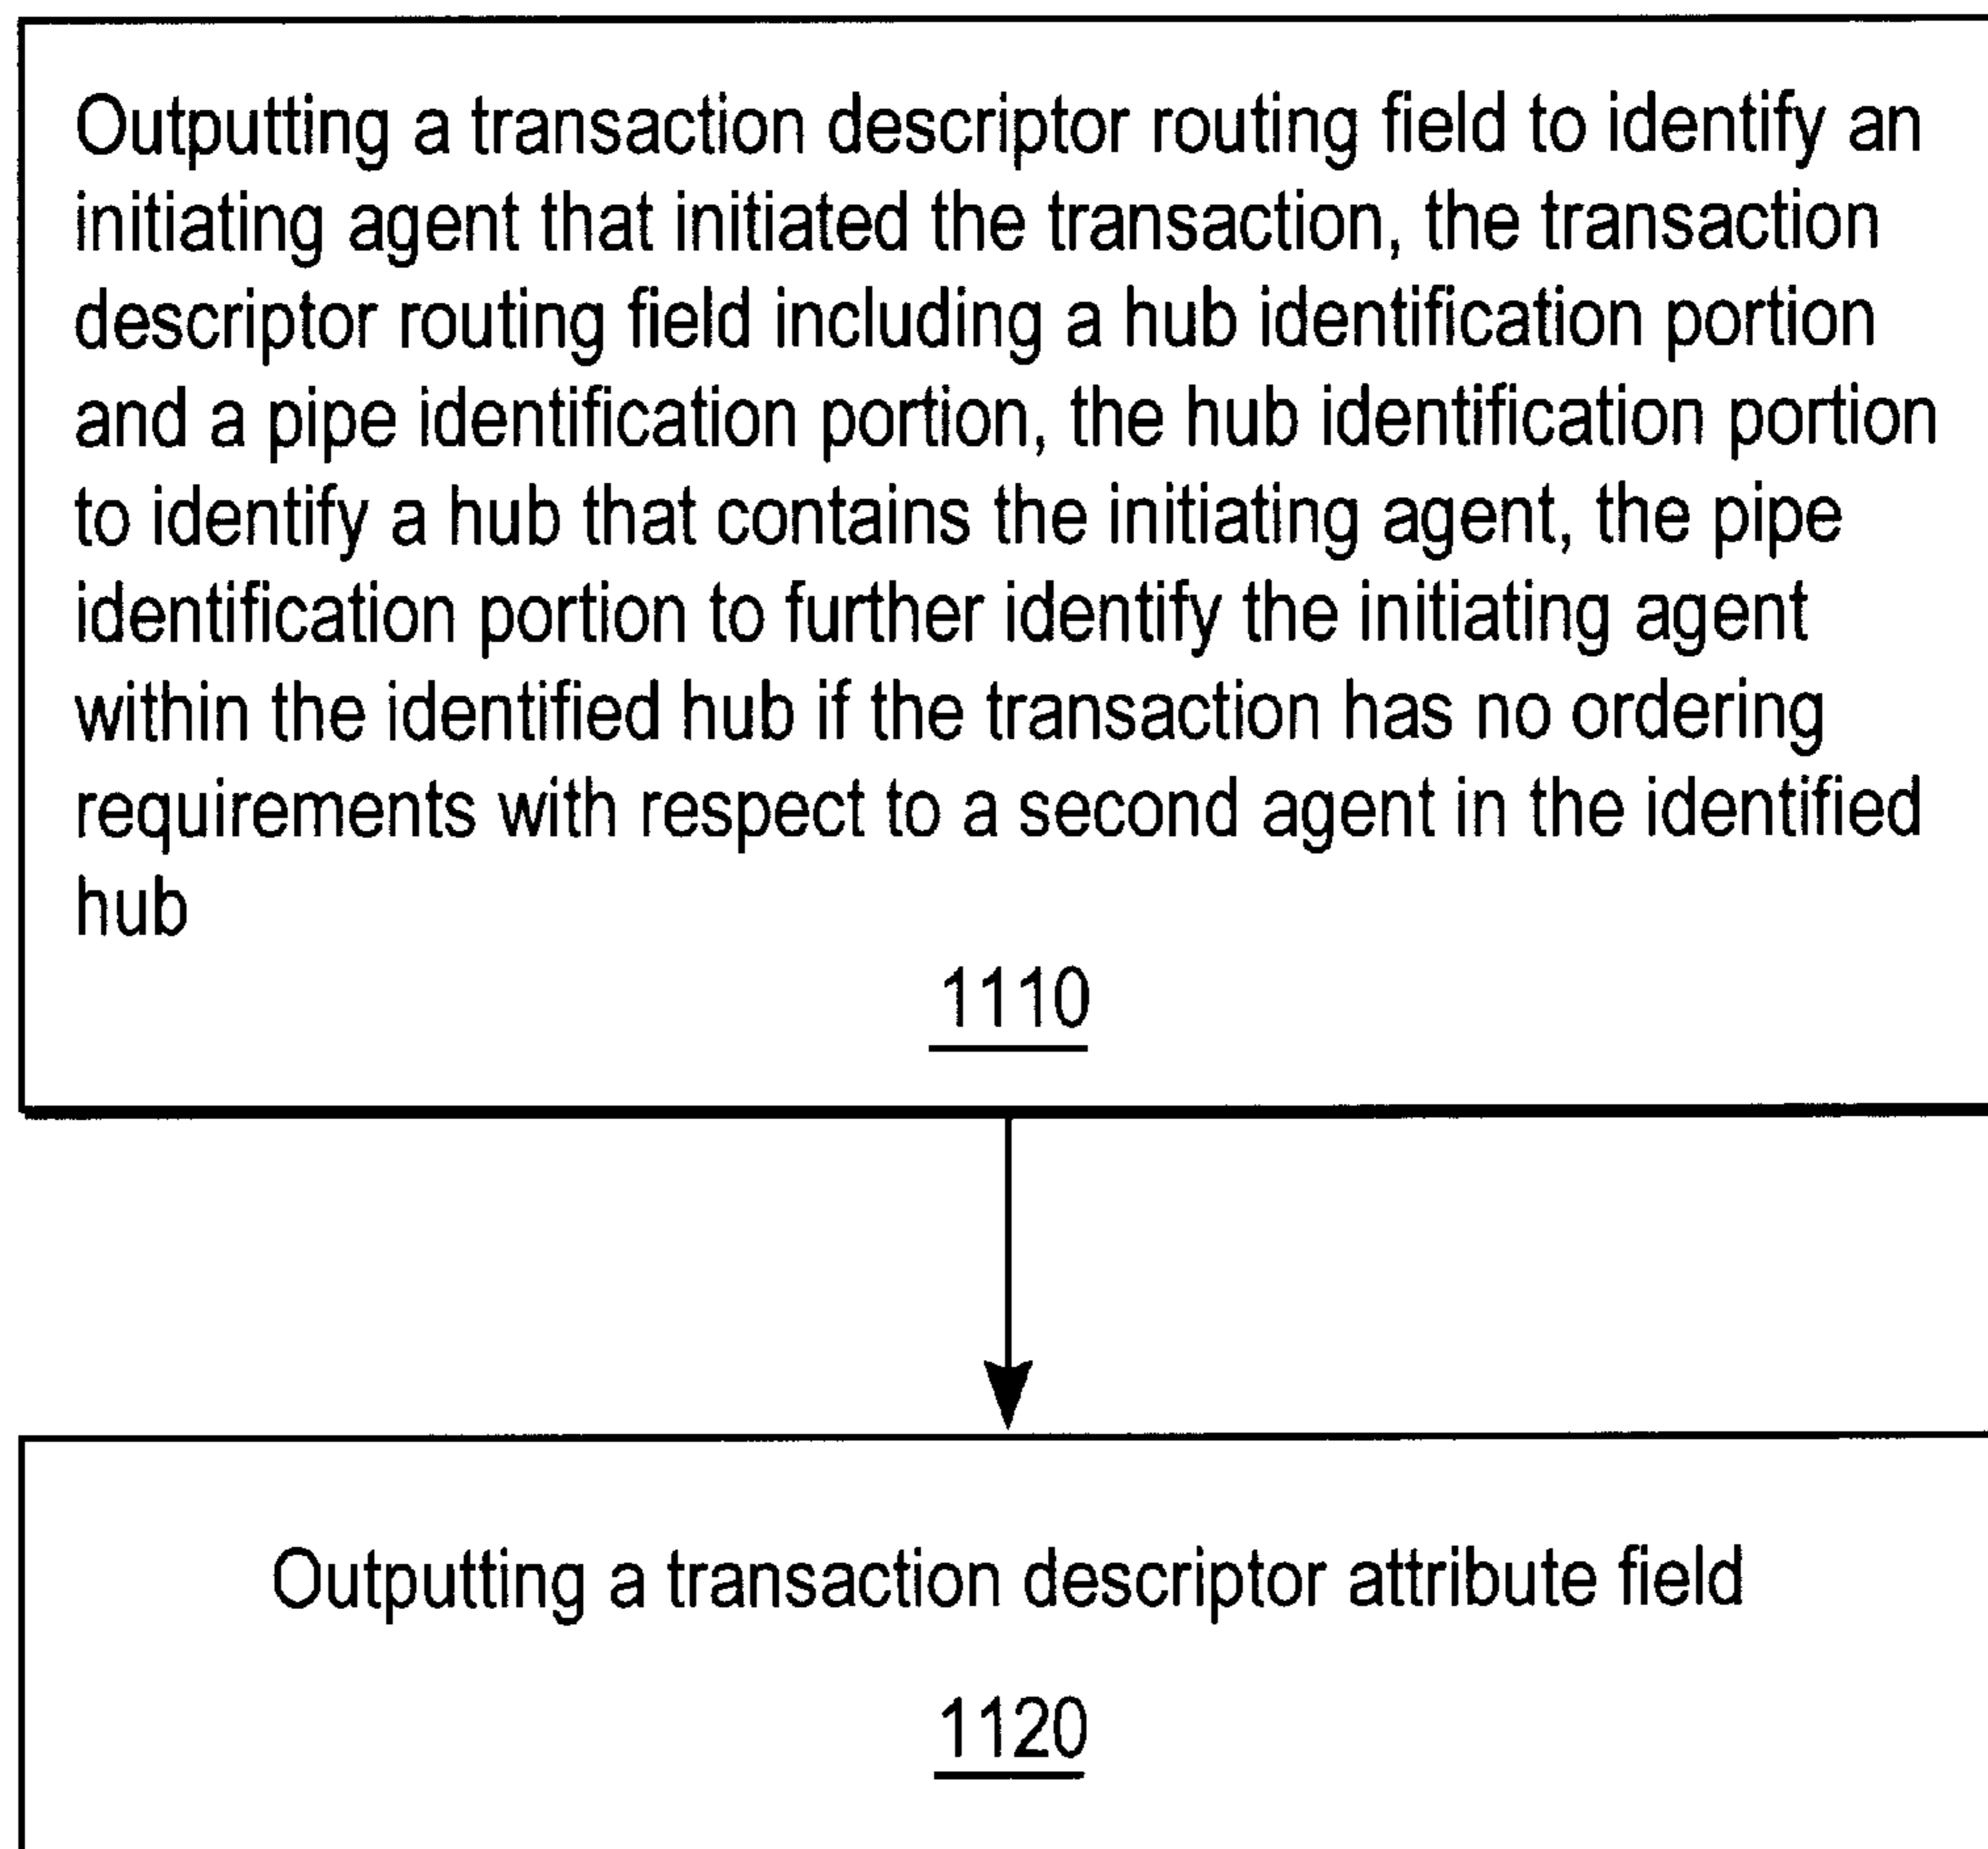 Outputting a transaction descriptor routing field to identify an
initiating agent that initiated the transaction, the transaction
descriptor routing field including a hub identification portion
and a pipe identification portion, the hub identification portion
to identify a hub that contains the initiating agent, the pipe
identification portion to further identify the initiating agent
within the identified hub if the transaction has no ordering
requirements with respect to a second agent in the identified
hub
1110
Outputting a transaction descriptor attribute field
1120